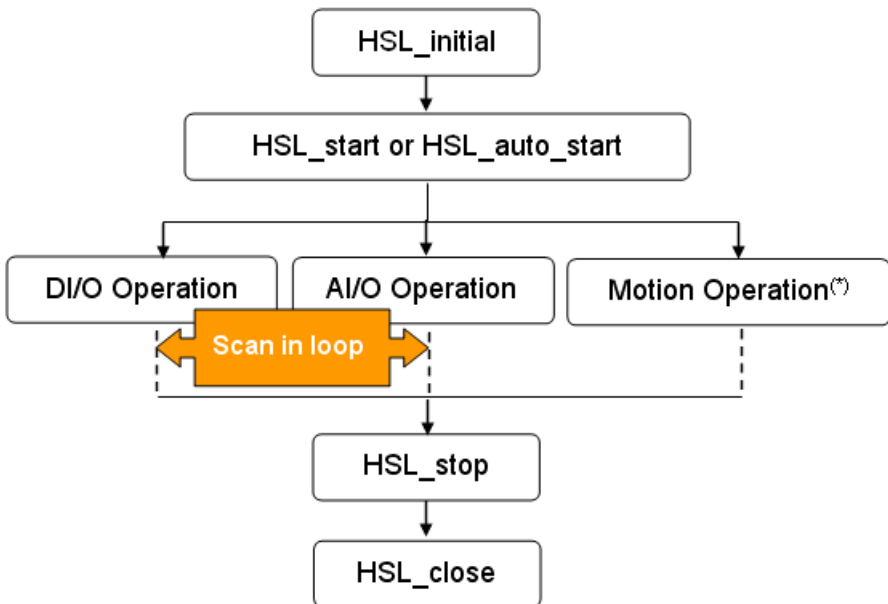 HSL_initial
HSL_start or HSL_auto_start
DI/O Operation
AI/O Operation
Motion Operation(*)
Scan in loop
HSL_stop
HSL_close